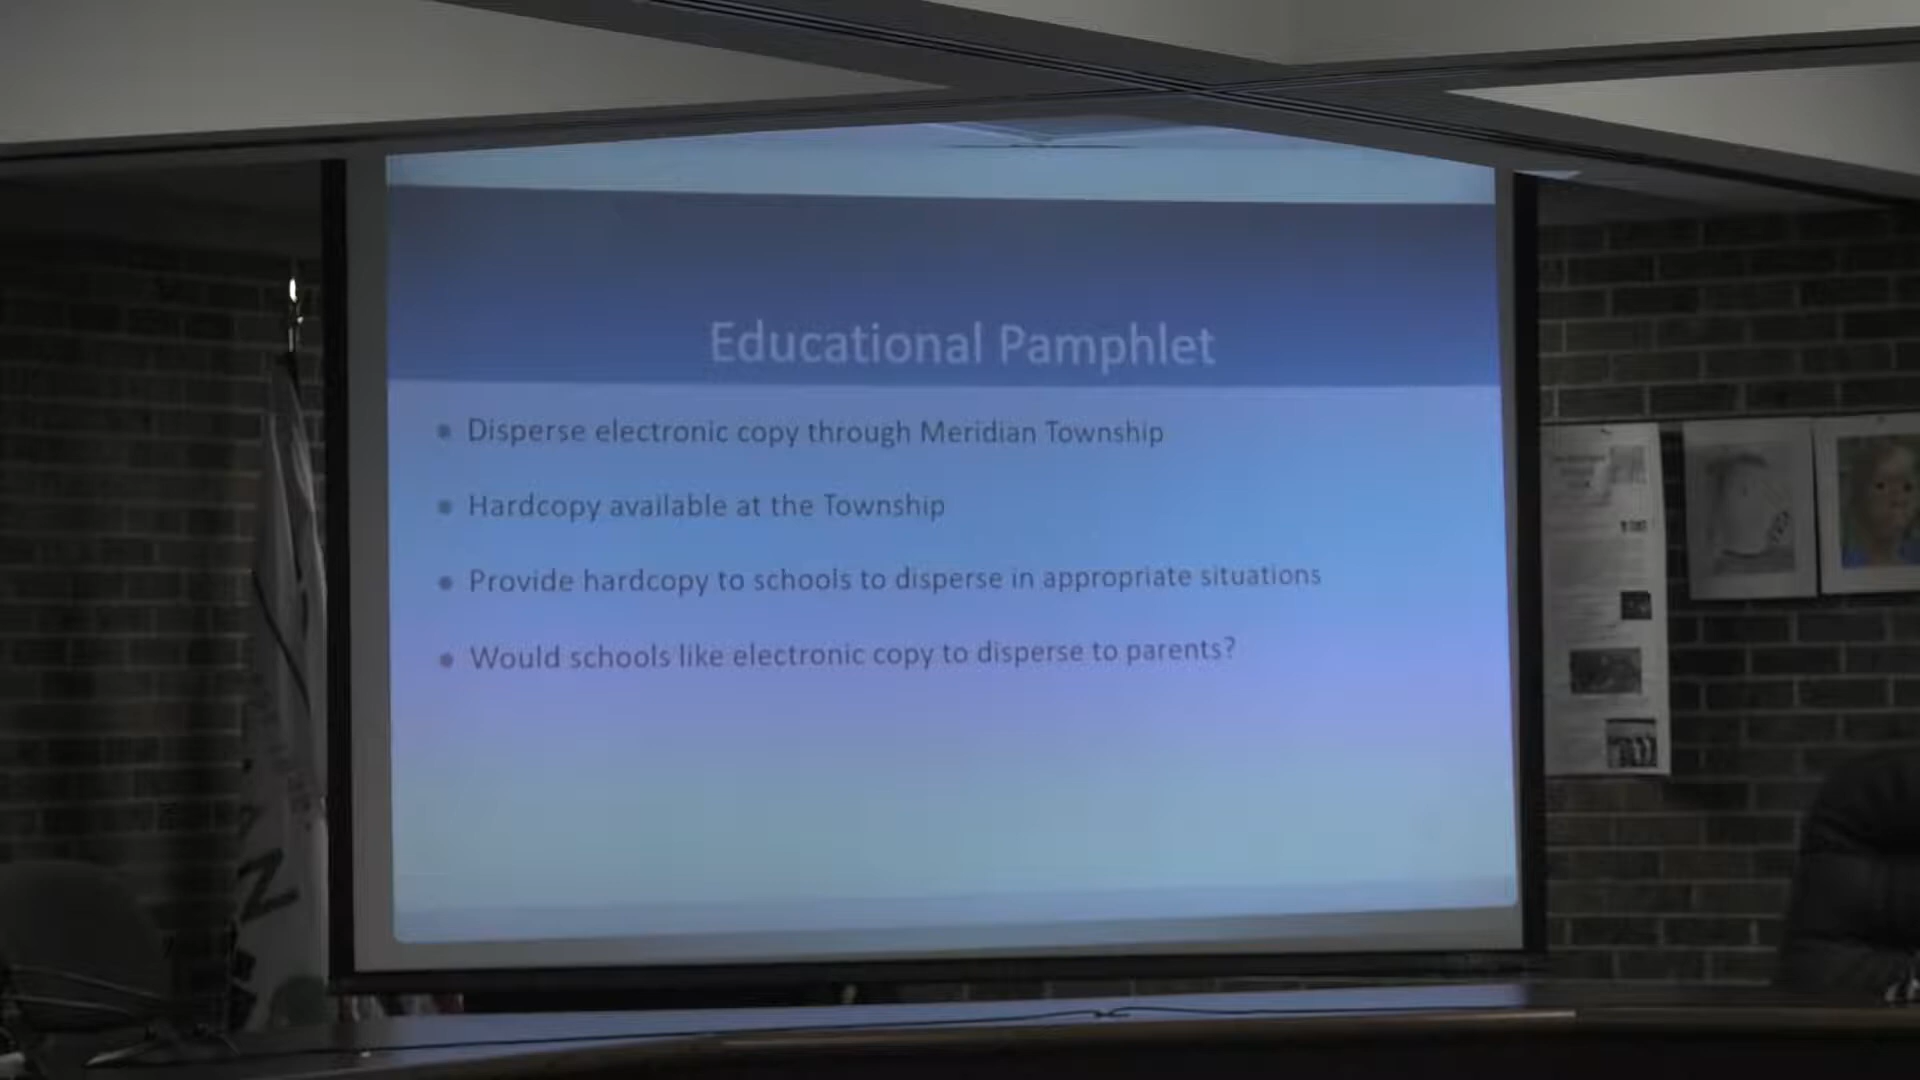 Educational Pamphlet
Disperse electronic copy through Meridian Township
Hardcopy available at the Township
Provide hardcopy to schools to disperse in appropriate situations
Would schools like electronic copy to disperse to parents?